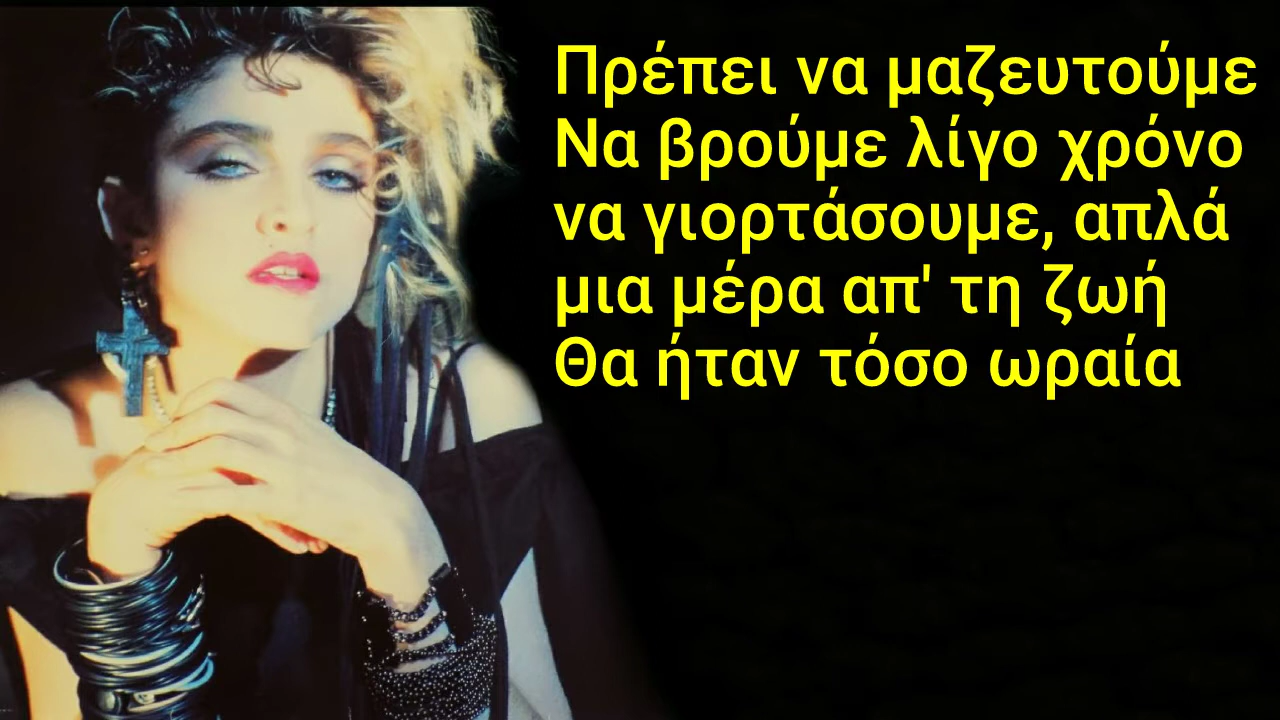 Πρέπει να μαζευτούμε
Να βρούμε λίγο χρόνο
να γιορτάσουμε, απλά
μια μέρα απ' τη ζωή
Θα ήταν τόσο ωραία